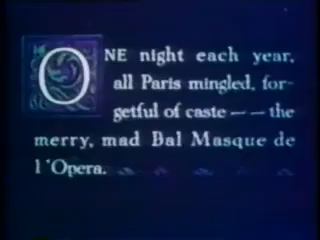 ONE night each year,
all Paris mingled, for-
getful of caste — — the
merry, mad Bal Masque de
l'Opera.